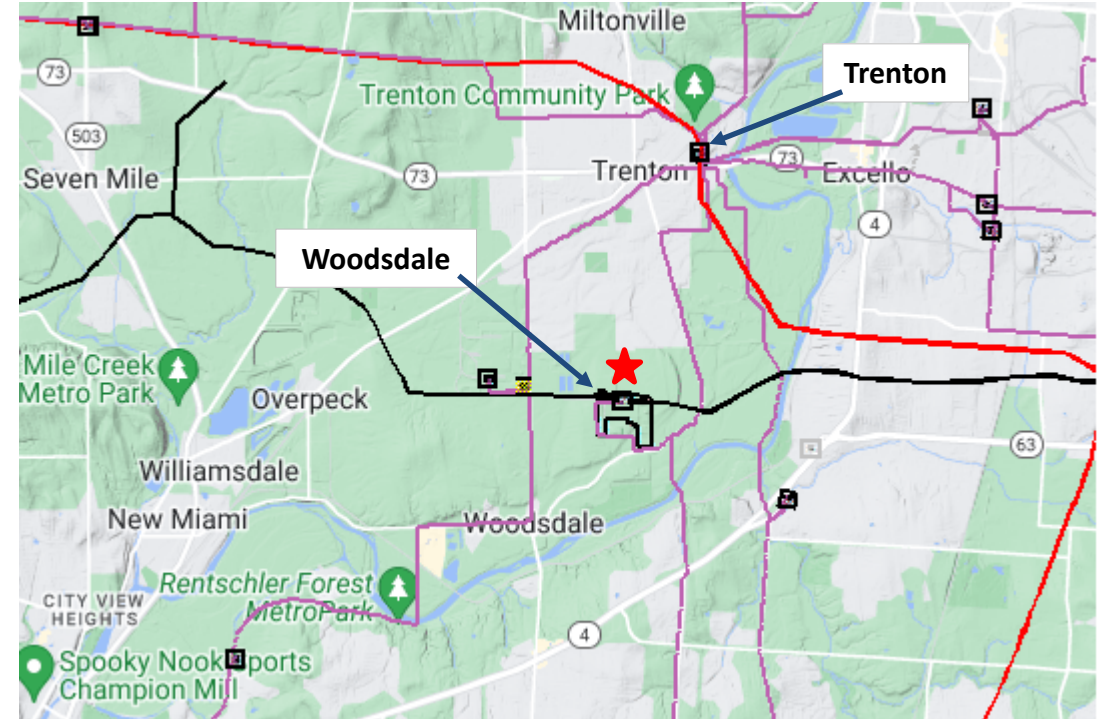 Miltonville
73
Trenton
Trenton Community Park
503
Trenton
73
Excello
Seven Mile
73
4
Woodsdale
Mile Creek
Metro Park
Overpeck
63
Williamsdale
New Miami
Woodsdale
Rentschler Forest
MetroPark
CITY VIEW
HEIGHTS
4
Spooky Nook Sports
Champion Mill